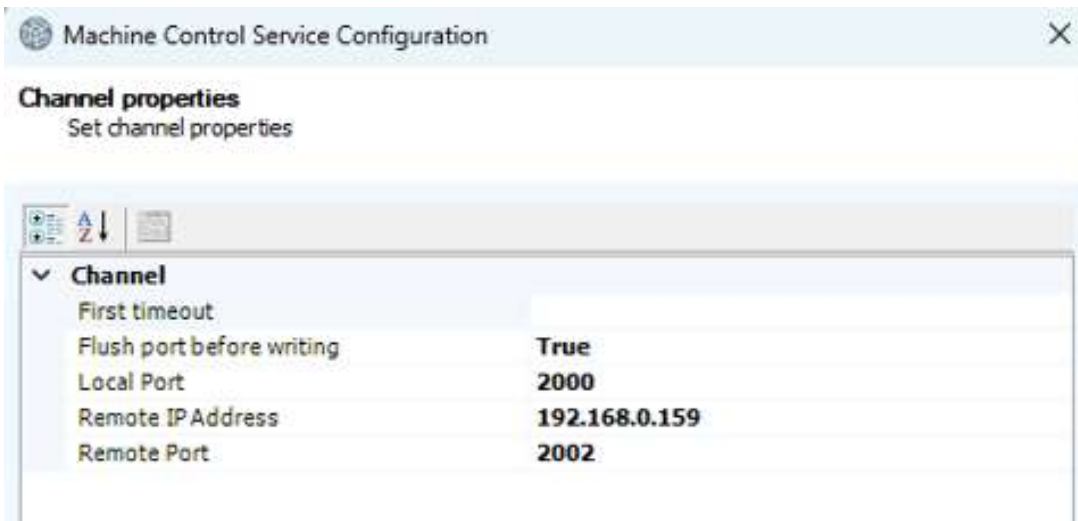 Machine Control Service Configuration
Channel properties
Set channel properties
A
Z
Channel
First timeout
Flush port before writing True
Local Port 2000
Remote IP Address 192.168.0.159
Remote Port 2002